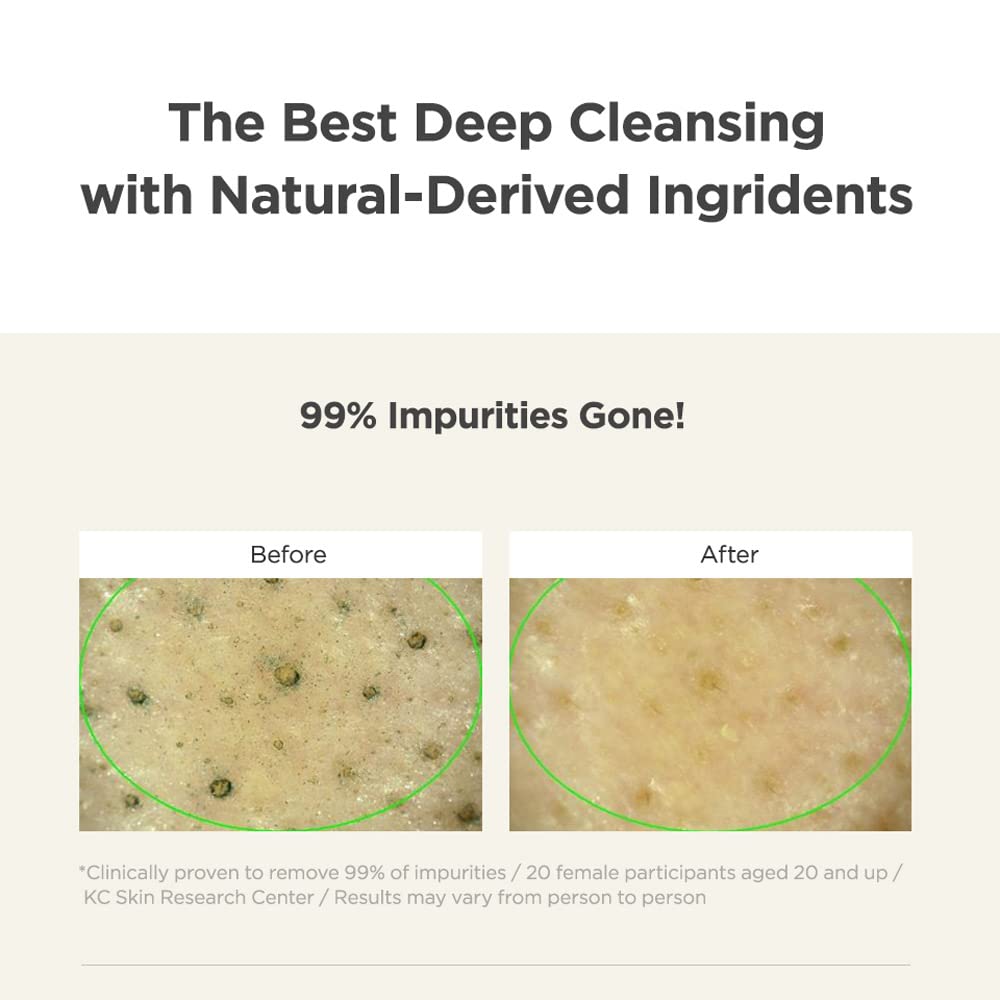 The Best Deep Cleansing
with Natural-Derived Ingridents
99% Impurities Gone!
Before
After
*Clinically proven to remove 99% of impurities / 20 female participants aged 20 and up /
KC Skin Research Center / Results may vary from person to person